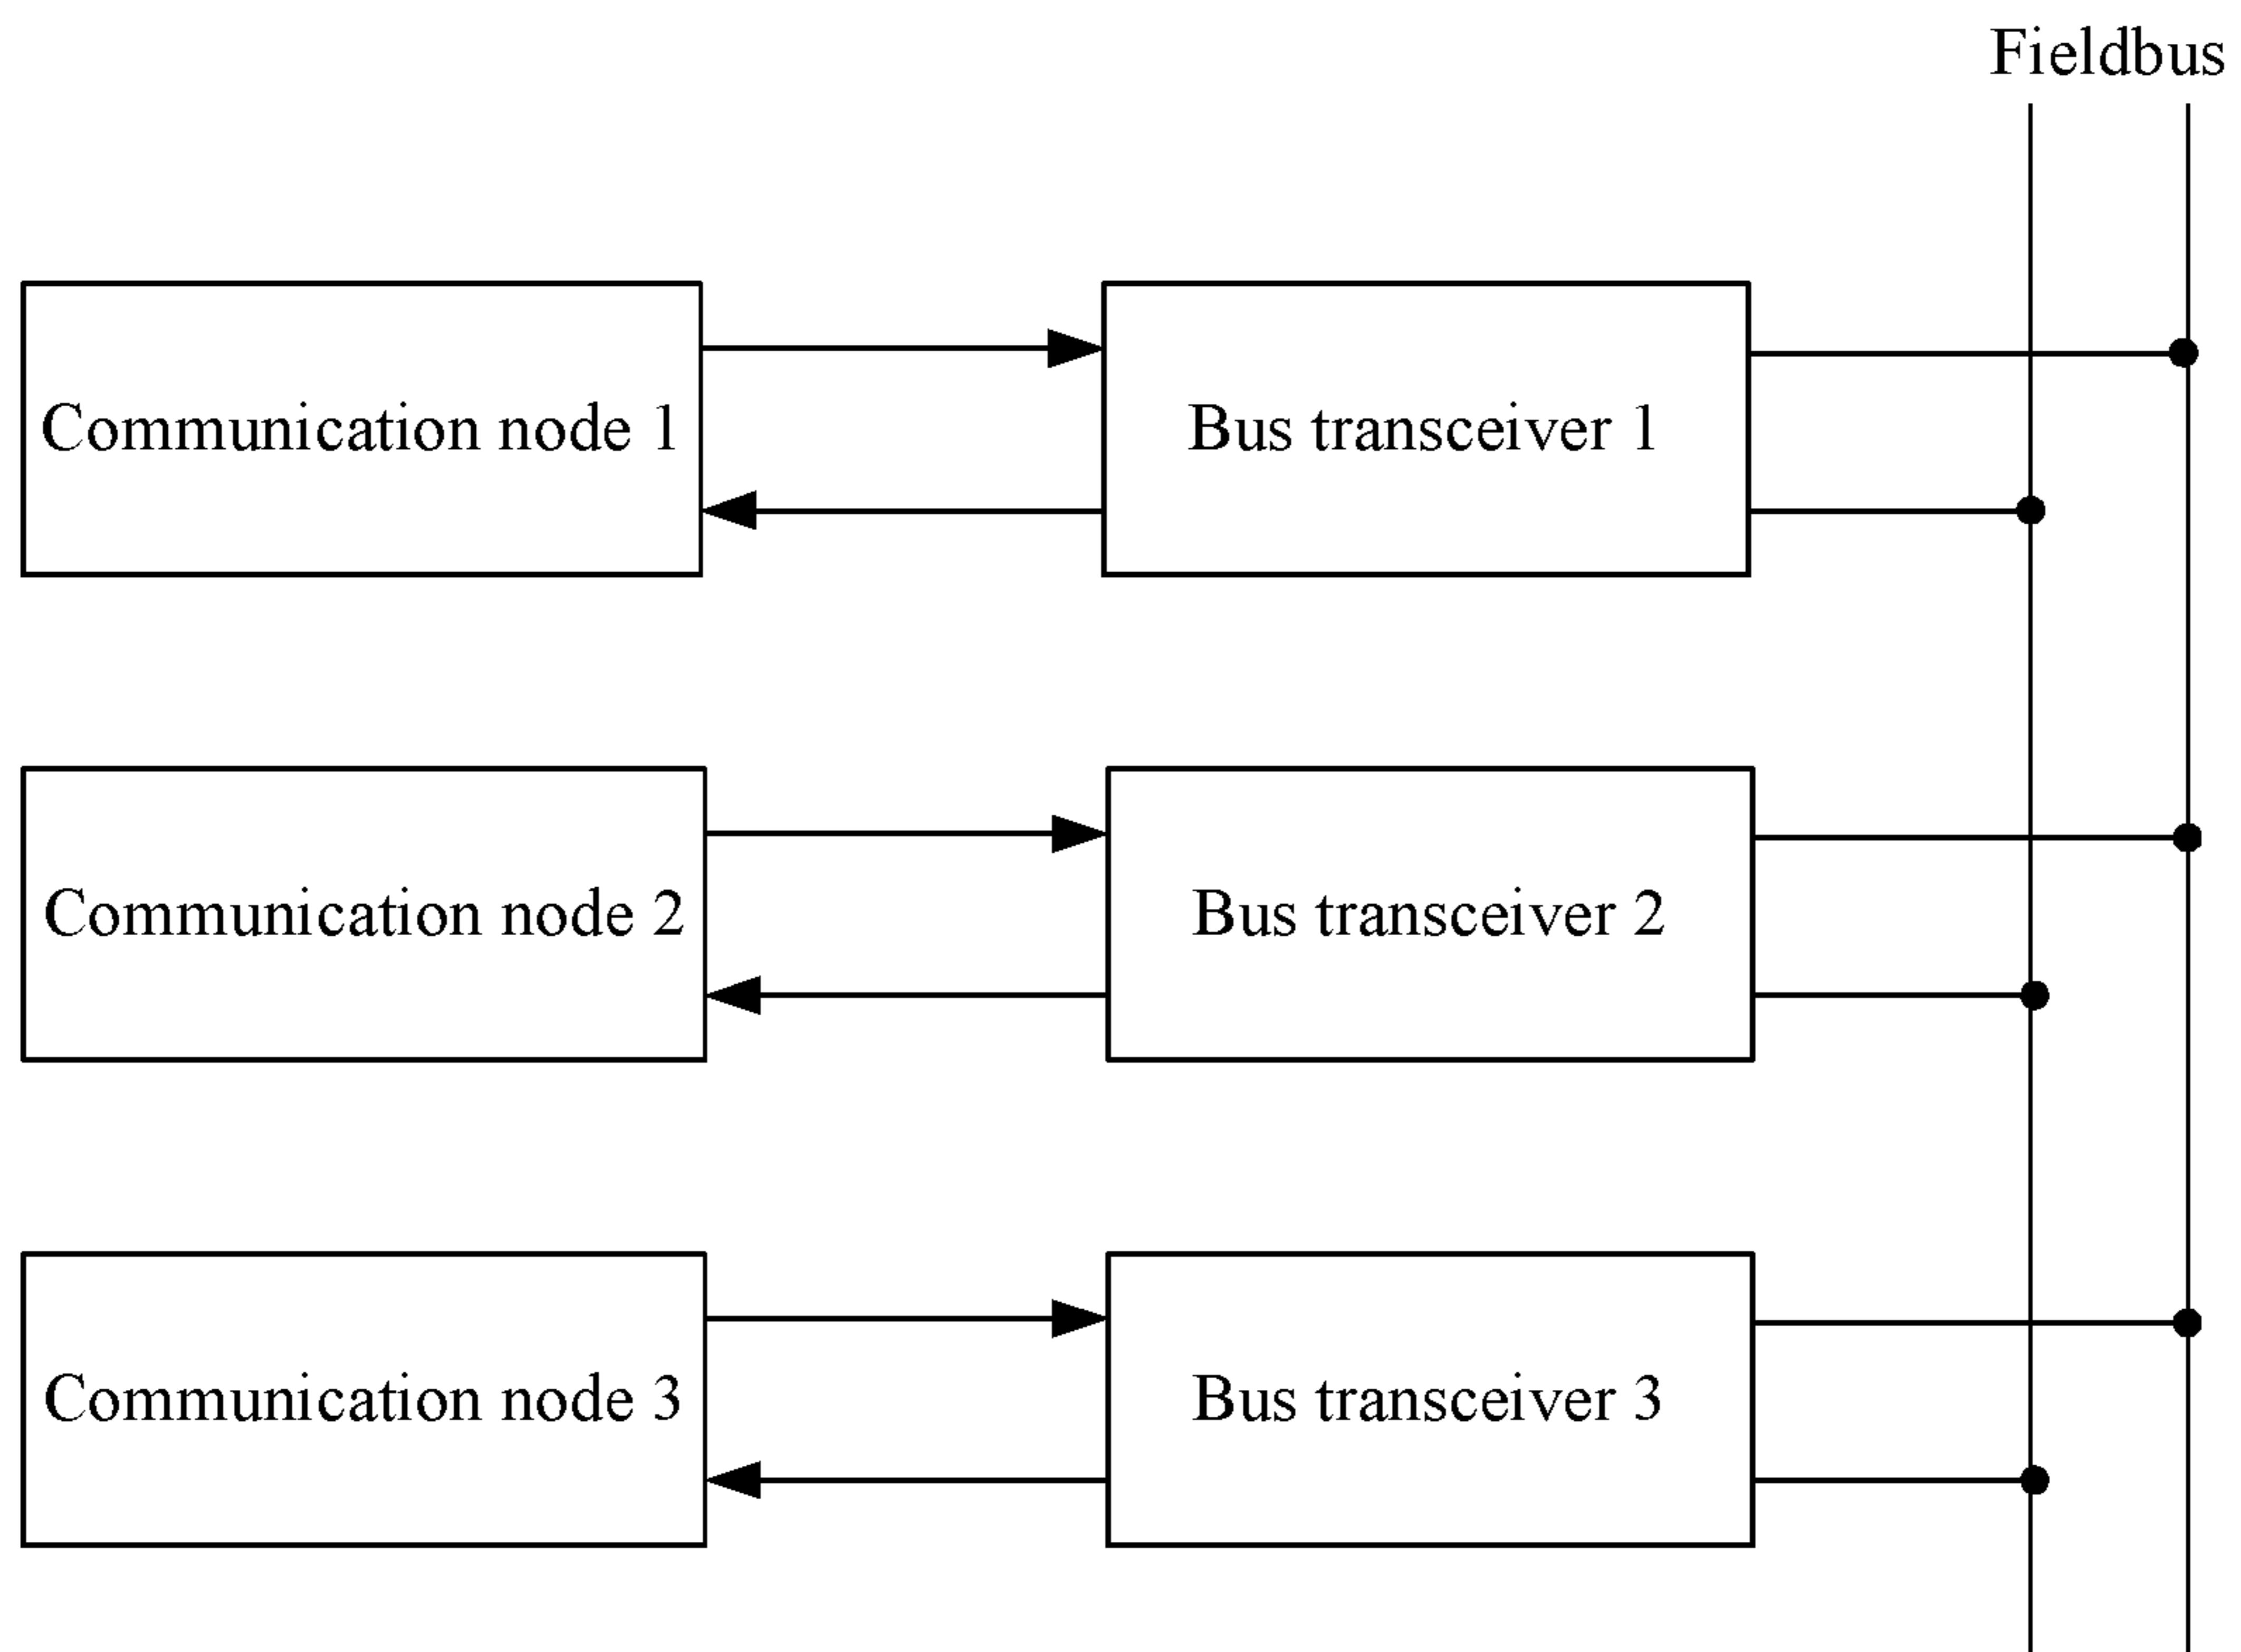 Fieldbus
Communication node 1
Bus transceiver 1
Communication node 2
Bus transceiver 2
Communication node 3
Bus transceiver 3